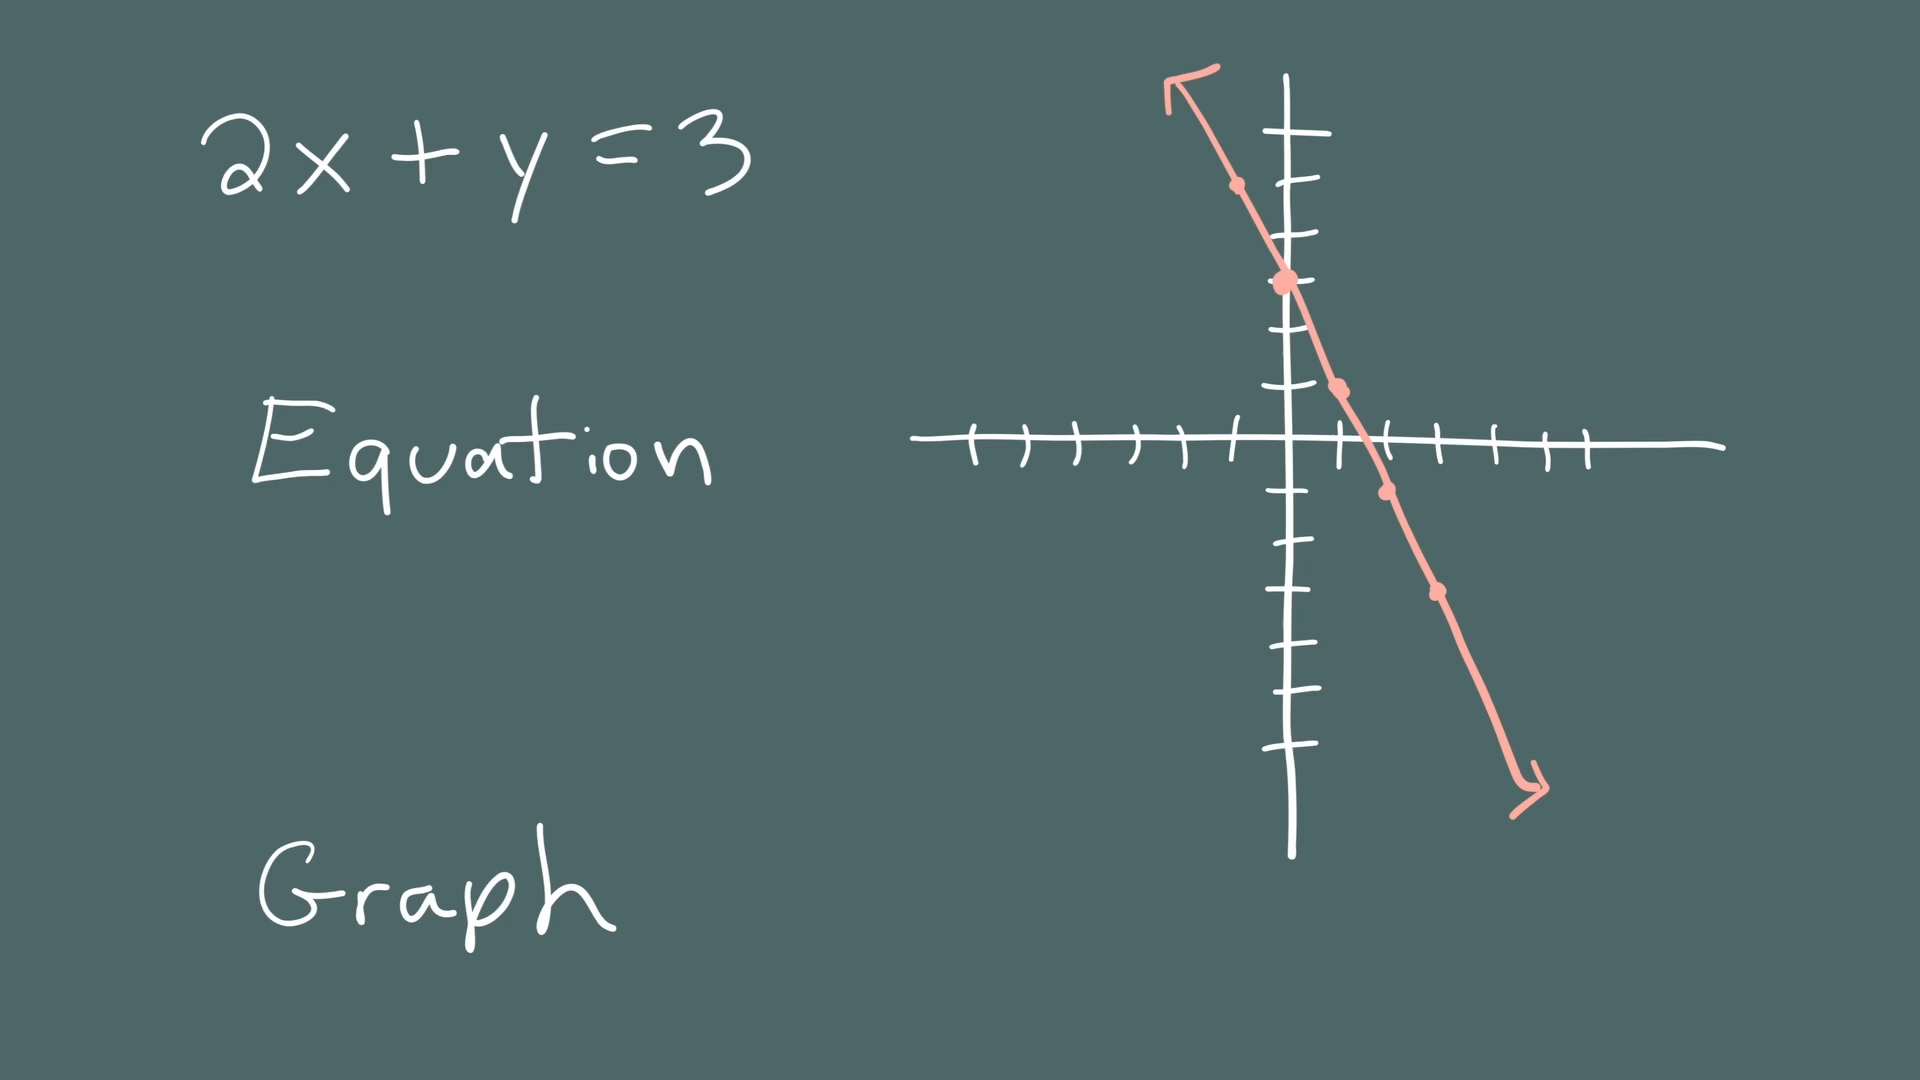 2x + y = 3
Equation
Graph